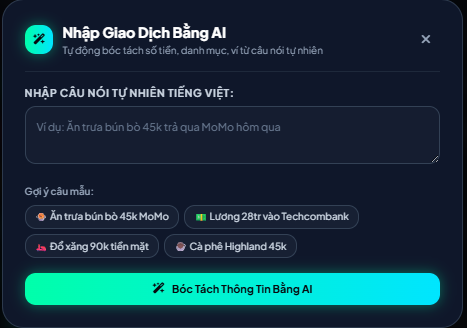 Nhập Giao Dịch Bằng AI
Tự động bóc tách số tiền, danh mục, ví từ câu nói tự nhiên
NHẬP CÂU NÓI TỰ NHIÊN TIẾNG VIỆT:
Ví dụ: Ăn trưa bún bò 45k trả qua MoMo hôm qua
Gợi ý câu mẫu:
Ăn trưa bún bò 45k MoMo
Lương 28tr vào Techcombank
Đổ xăng 90k tiền mặt
Cà phê Highland 45k
Bóc Tách Thông Tin Bằng AI